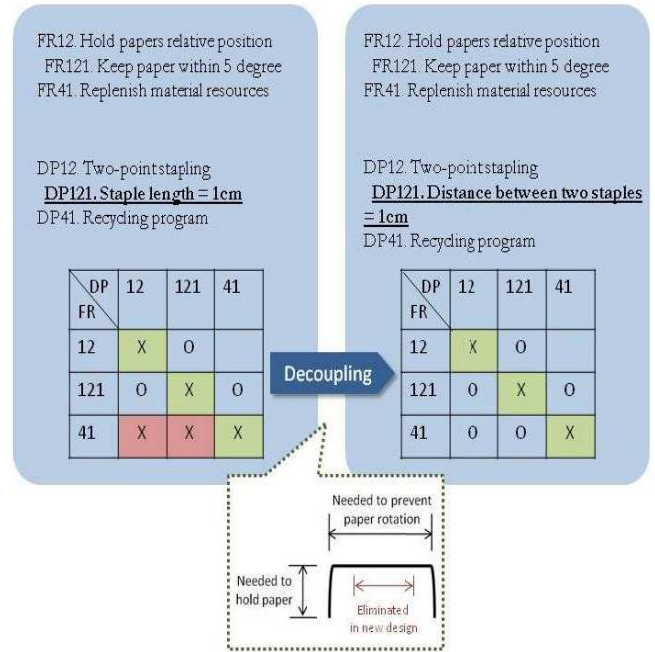 FR12. Hold papers relative position
FR121. Keep paper within 5 degree
FR41. Replenish material resources
DP12. Two-point stapling
DP121. Staple length = 1cm
DP41. Recycling program
DP 12 121 41
FR
12 X O
121 O X O
41 X X X
Decoupling
FR12. Hold papers relative position
FR121. Keep paper within 5 degree
FR41. Replenish material resources
DP12. Two-point stapling
DP121. Distance between two staples
= 1cm
DP41. Recycling program
DP 12 121 41
FR
12 X O
121 O X O
41 O O X
Needed to prevent
paper rotation
Needed to
hold paper
Eliminated
in new design